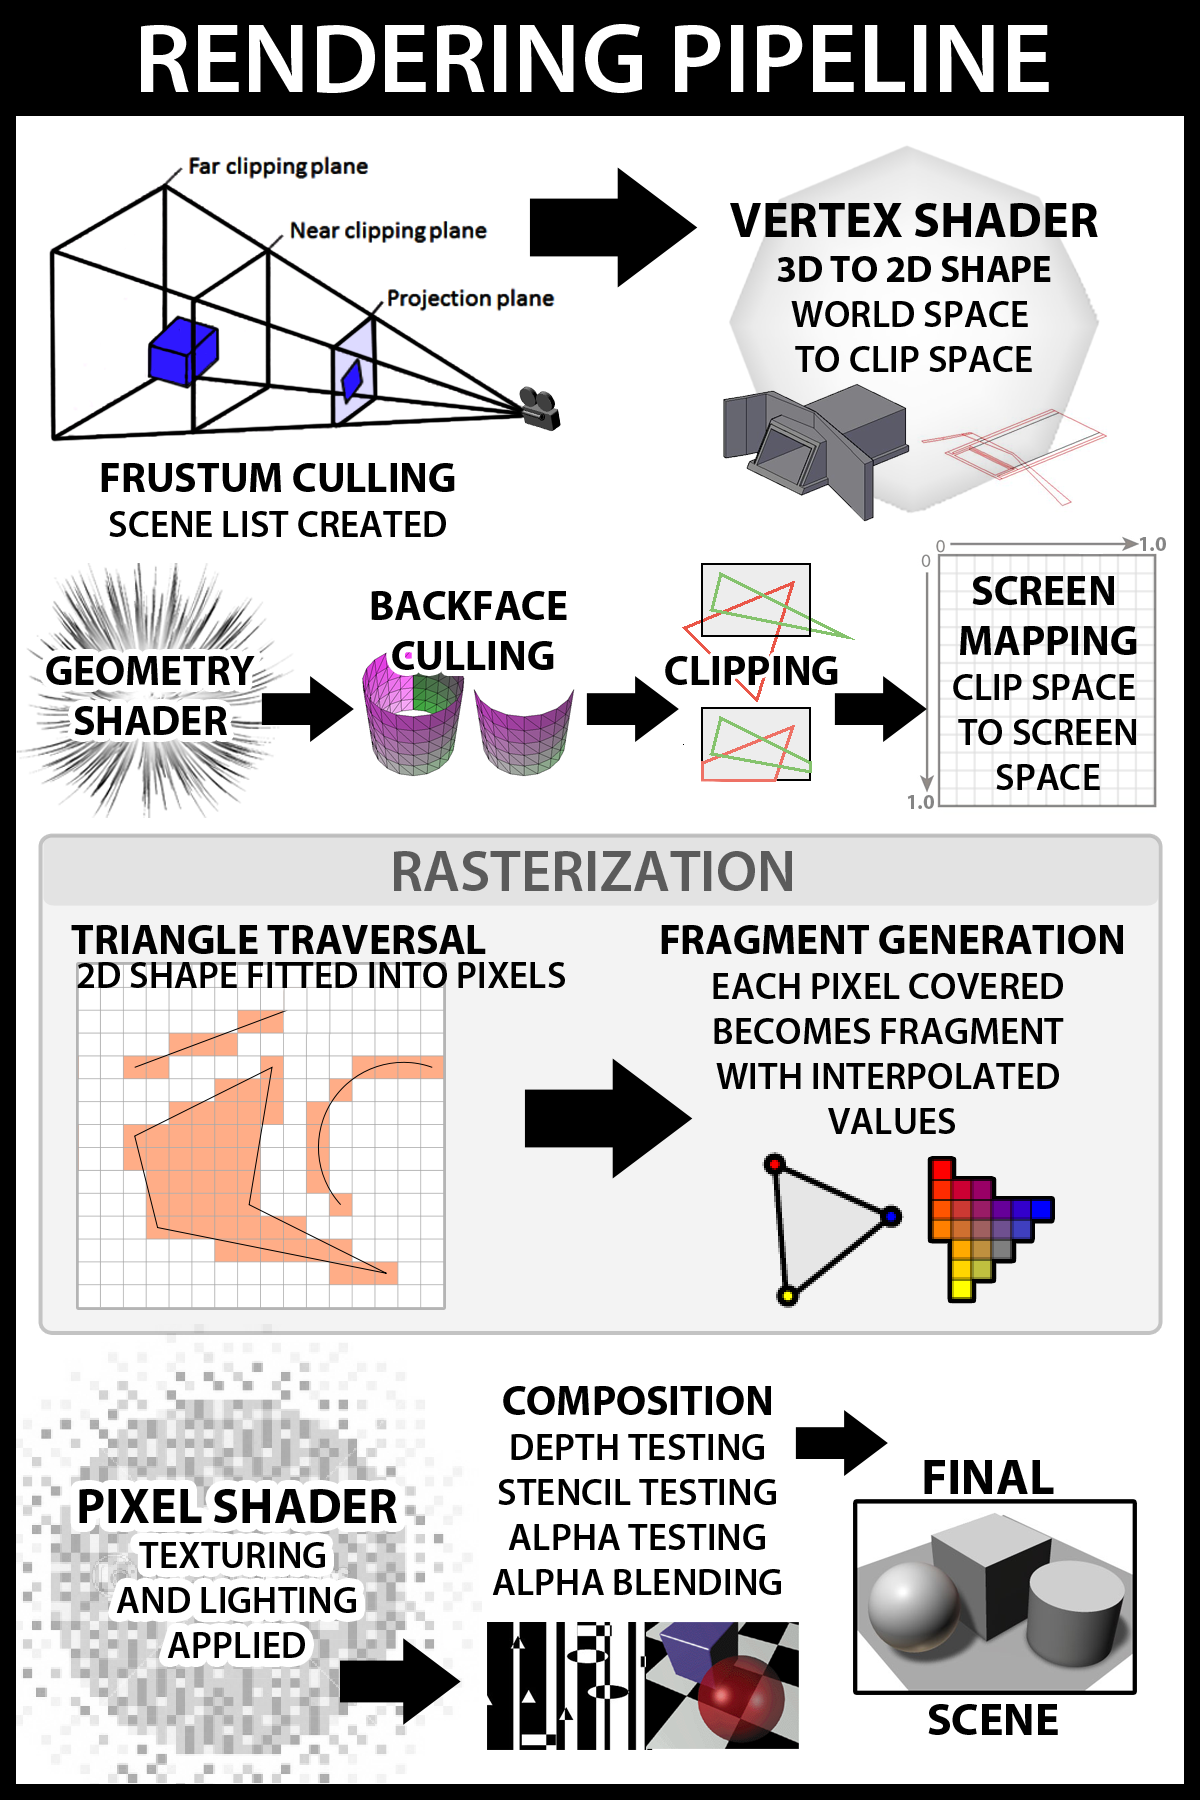 RENDERING PIPELINE
Far clipping plane
Near clipping plane
Projection plane
FRUSTUM CULLING
SCENE LIST CREATED
VERTEX SHADER
3D TO 2D SHAPE
WORLD SPACE
TO CLIP SPACE
GEOMETRY
SHADER
BACKFACE
CULLING
CLIPPING
0
1.0
0
1.0
SCREEN
MAPPING
CLIP SPACE
TO SCREEN
SPACE
RASTERIZATION
TRIANGLE TRAVERSAL
2D SHAPE FITTED INTO PIXELS
FRAGMENT GENERATION
EACH PIXEL COVERED
BECOMES FRAGMENT
WITH INTERPOLATED
VALUES
PIXEL SHADER
TEXTURING
AND LIGHTING
APPLIED
COMPOSITION
DEPTH TESTING
STENCIL TESTING
ALPHA TESTING
ALPHA BLENDING
FINAL
SCENE